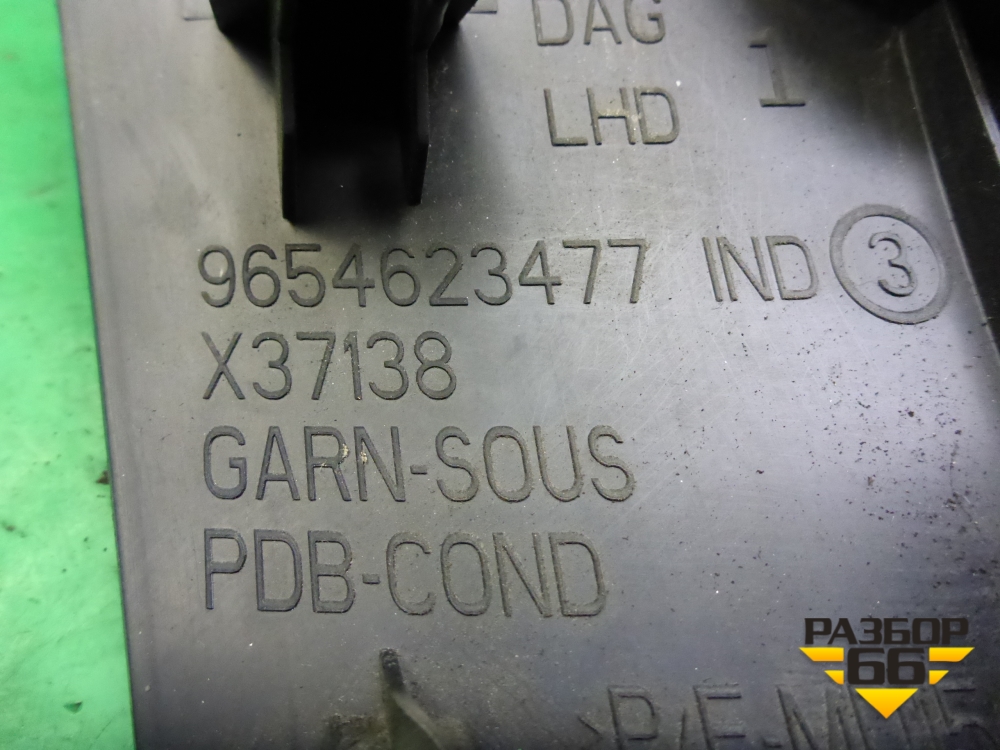 DAG
LHD
1
9654623477 IND 3
X37138
GARN-SOUS
PDB-COND
РАЗБОР
66